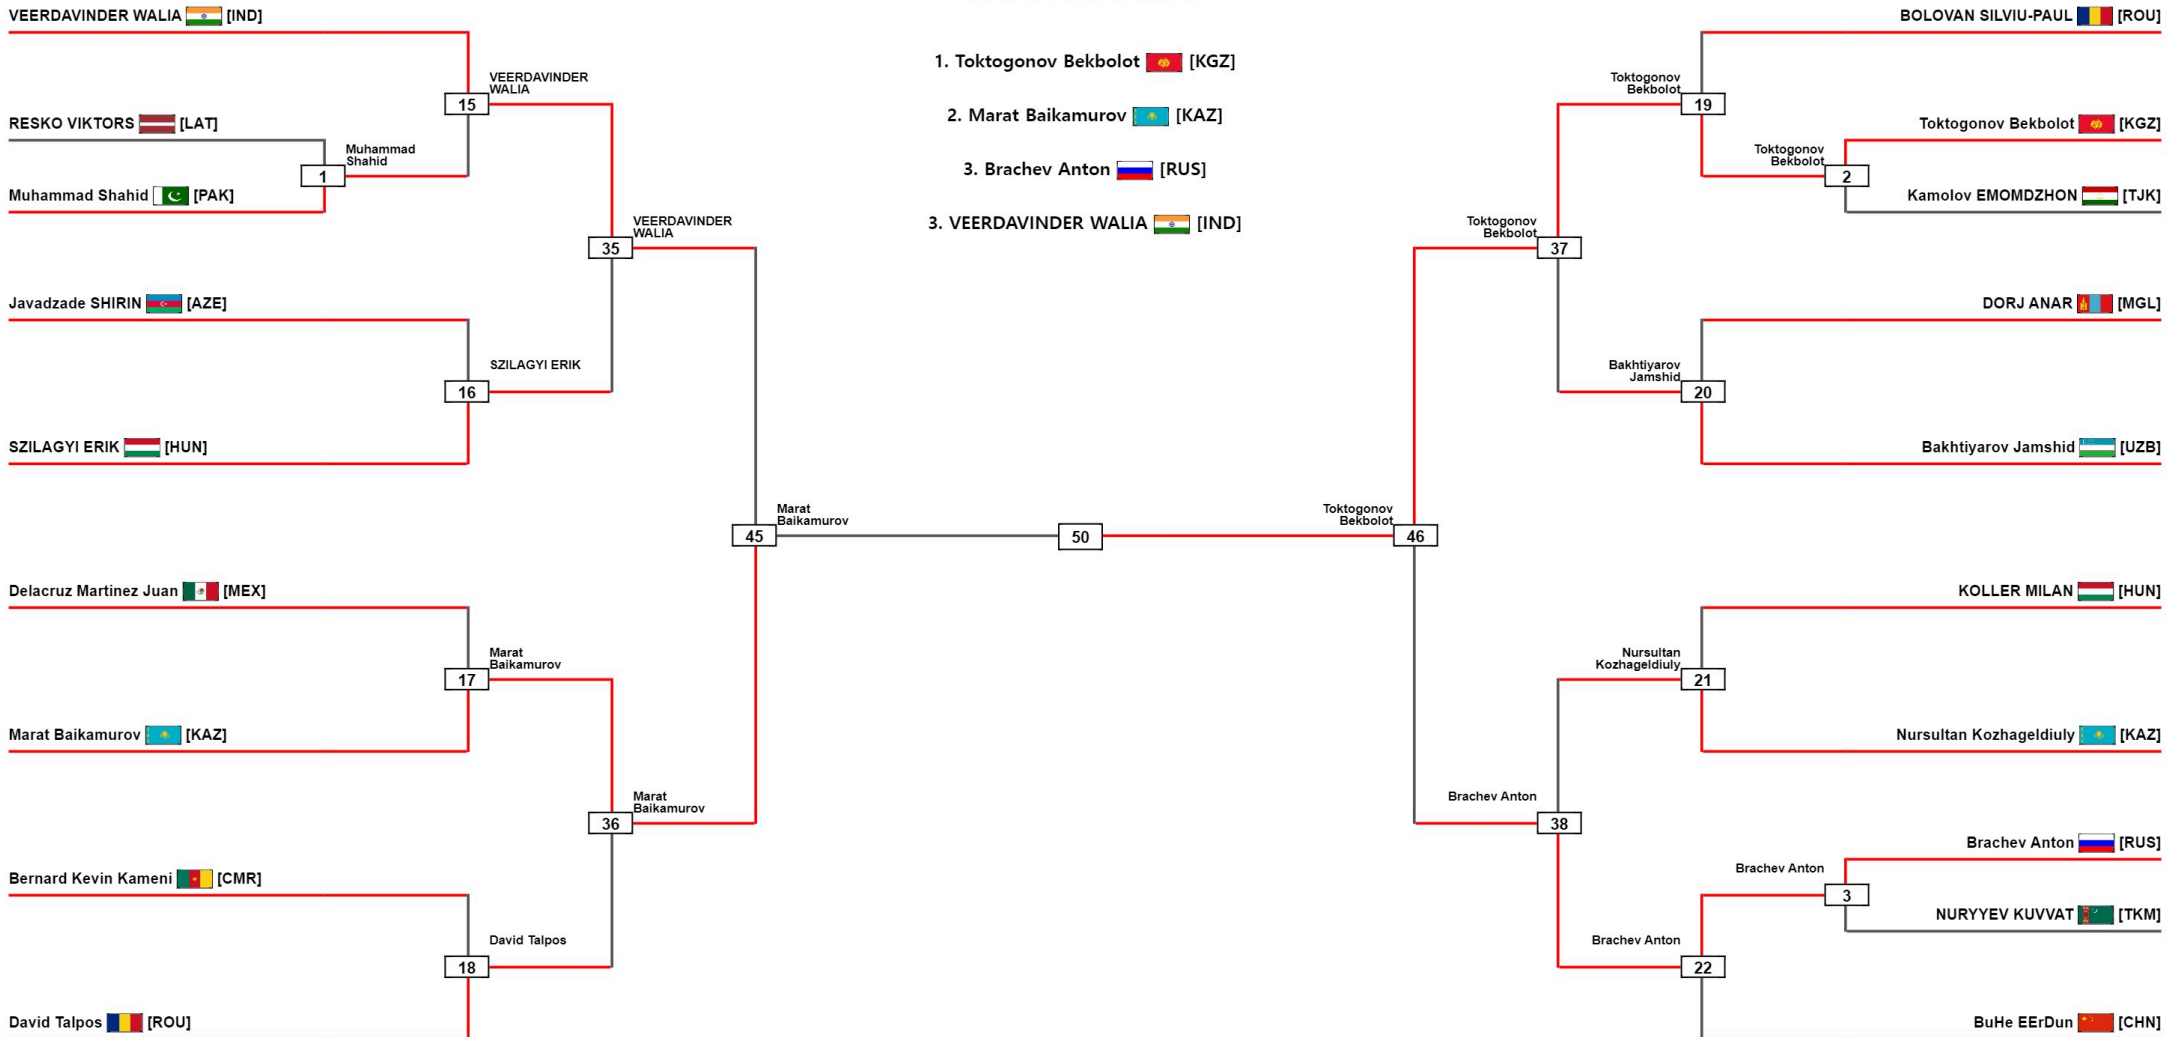 VEERDAVINDER WALIA [IND]
RESKO VIKTORS [LAT]
Muhammad Shahid [PAK]
Javadzade SHIRIN [AZE]
SZILAGYI ERIK [HUN]
Delacruz Martinez Juan [MEX]
Marat Baikamurov [KAZ]
Bernard Kevin Kameni [CMR]
David Talpos [ROU]
1
Muhammad
Shahid
15
VEERDAVINDER
WALIA
16
SZILAGYI ERIK
17
Marat
Baikamurov
18
David Talpos
35
VEERDAVINDER
WALIA
36
Marat
Baikamurov
45
Marat
Baikamurov
1. Toktogonov Bekbolot [KGZ]
2. Marat Baikamurov [KAZ]
3. Brachev Anton [RUS]
3. VEERDAVINDER WALIA [IND]
50
Toktogonov
Bekbolot
46
Toktogonov
Bekbolot
37
Brachev Anton
38
Toktogonov
Bekbolot
19
Bakhtiyarov
Jamshid
20
Nursultan
Kozhageldiuly
21
Brachev Anton
22
Toktogonov
Bekbolot
2
Brachev Anton
3
BOLOVAN SILVIU-PAUL [ROU]
Toktogonov Bekbolot [KGZ]
Kamolov EMOMDZHON [TJK]
DORJ ANAR [MGL]
Bakhtiyarov Jamshid [UZB]
KOLLER MILAN [HUN]
Nursultan Kozhageldiuly [KAZ]
Brachev Anton [RUS]
NURYYEV KUVVAT [TKM]
BuHe EErDun [CHN]